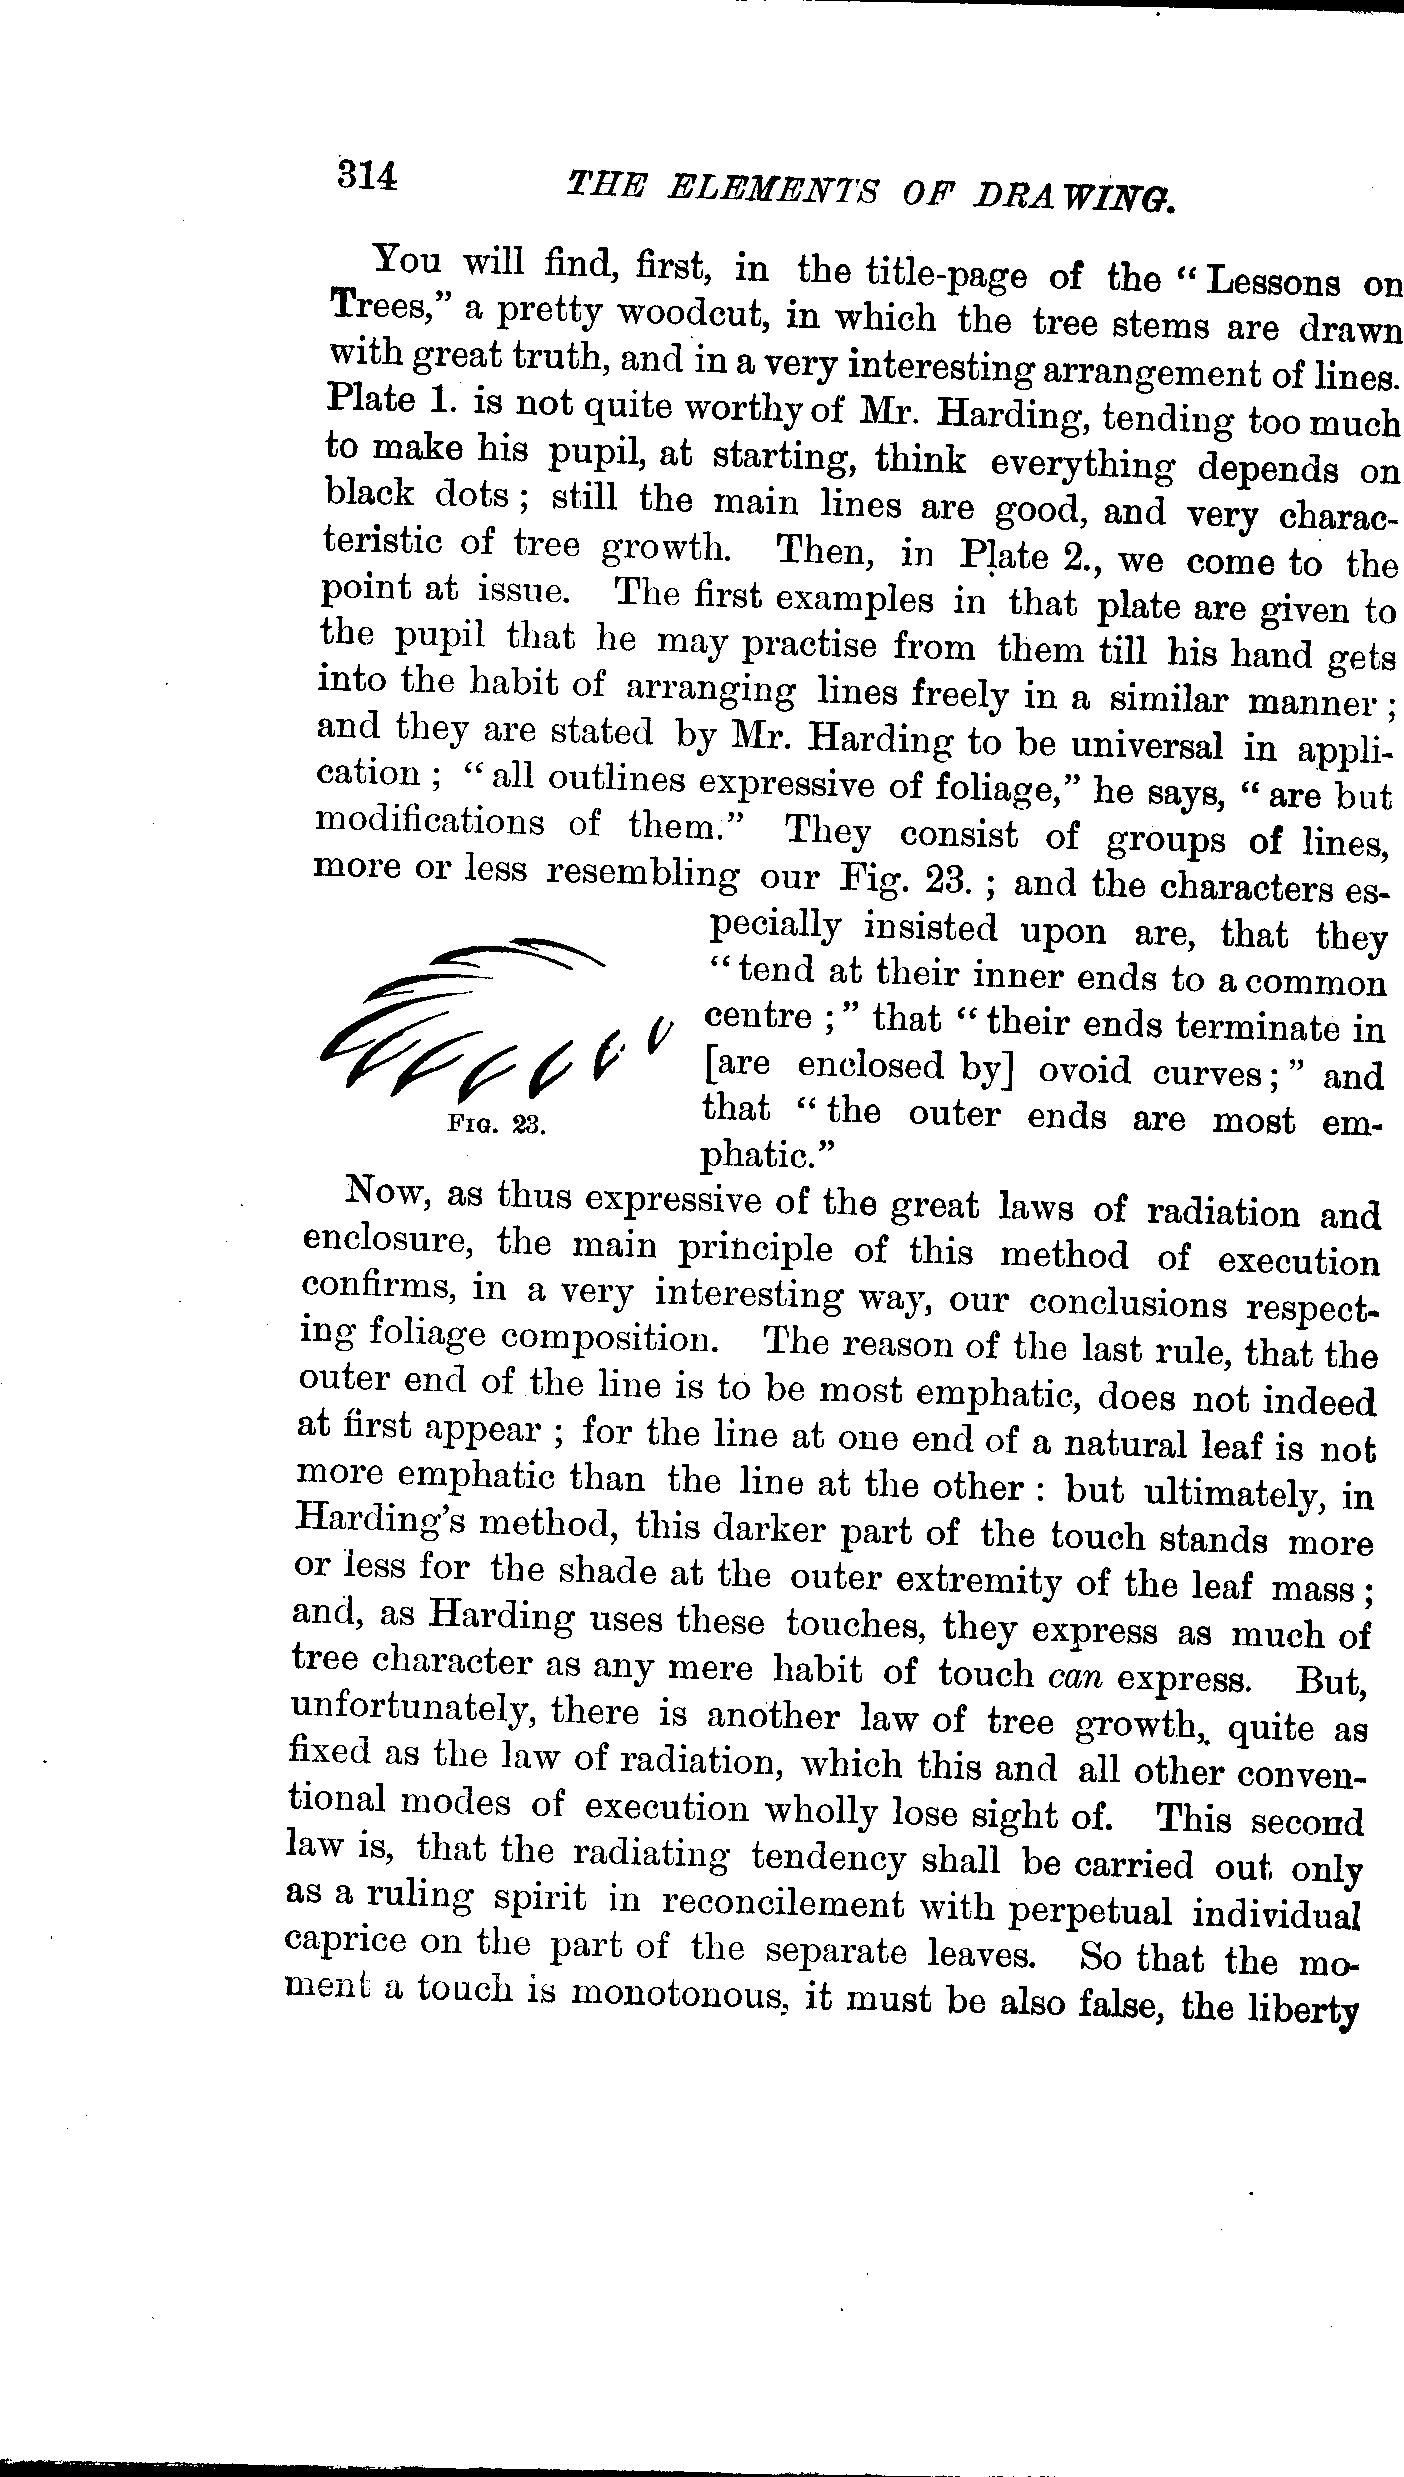 314 THE ELEMENTS OF DRAWING.
You will find, first, in the title-page of the “Lessons on
Trees,” a pretty woodcut, in which the tree stems are drawn
with great truth, and in a very interesting arrangement of lines.
Plate 1. is not quite worthy of Mr. Harding, tending too much
to make his pupil, at starting, think everything depends on
black dots; still the main lines are good, and very charac-
teristic of tree growth. Then, in Plate 2., we come to the
point at issue. The first examples in that plate are given to
the pupil that he may practise from them till his hand gets
into the habit of arranging lines freely in a similar manner;
and they are stated by Mr. Harding to be universal in appli-
cation; “all outlines expressive of foliage,” he says, “are but
modifications of them.” They consist of groups of lines,
more or less resembling our Fig. 23.; and the characters es-
pecially insisted upon are, that they
“tend at their inner ends to a common
centre;” that “their ends terminate in
[are enclosed by] ovoid curves;” and
that “the outer ends are most em-
phatic.”
FIG. 23.
Now, as thus expressive of the great laws of radiation and
enclosure, the main principle of this method of execution
confirms, in a very interesting way, our conclusions respect-
ing foliage composition. The reason of the last rule, that the
outer end of the line is to be most emphatic, does not indeed
at first appear; for the line at one end of a natural leaf is not
more emphatic than the line at the other: but ultimately, in
Harding's method, this darker part of the touch stands more
or less for the shade at the outer extremity of the leaf mass;
and, as Harding uses these touches, they express as much of
tree character as any mere habit of touch can express. But,
unfortunately, there is another law of tree growth, quite as
fixed as the law of radiation, which this and all other conven-
tional modes of execution wholly lose sight of. This second
law is, that the radiating tendency shall be carried out only
as a ruling spirit in reconcilement with perpetual individual
caprice on the part of the separate leaves. So that the mo-
ment a touch is monotonous, it must be also false, the liberty